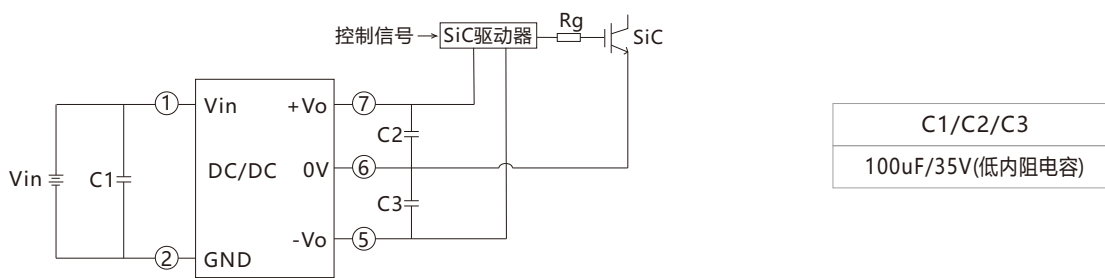 控制信号
SiC驱动器
Rg
SiC
① Vin
+Vo ⑦
C2
Vin
C1
DC/DC
0V ⑥
C3
-Vo ⑤
② GND
C1/C2/C3
100uF/35V(低内阻电容)